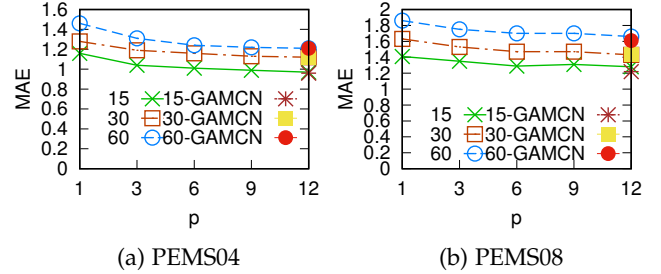 1.6
1.4
1.2
1
0.8
0.6
0.4
0.2
0
MAE
15 15-GAMCN
30 30-GAMCN
60 60-GAMCN
1 3 6 9 12
p
(a) PEMS04
2
1.8
1.6
1.4
1.2
1
0.8
0.6
0.4
0.2
0
MAE
15 15-GAMCN
30 30-GAMCN
60 60-GAMCN
1 3 6 9 12
p
(b) PEMS08